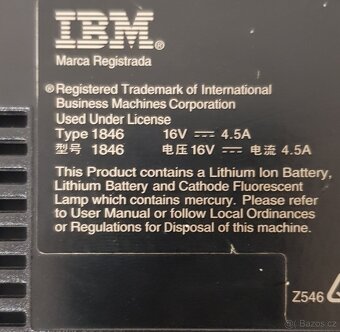 IBM®
Marca Registrada
®Registered Trademark of International
Business Machines Corporation
Used Under License
Type 1846 16V ⎓ 4.5A
型号 1846 电压 16V ⎓ 电流 4.5A
This Product contains a Lithium Ion Battery,
Lithium Battery and Cathode Fluorescent
Lamp which contains mercury. Please refer
to User Manual or follow Local Ordinances
or Regulations for Disposal of this machine.
Z546
Bazos.cz